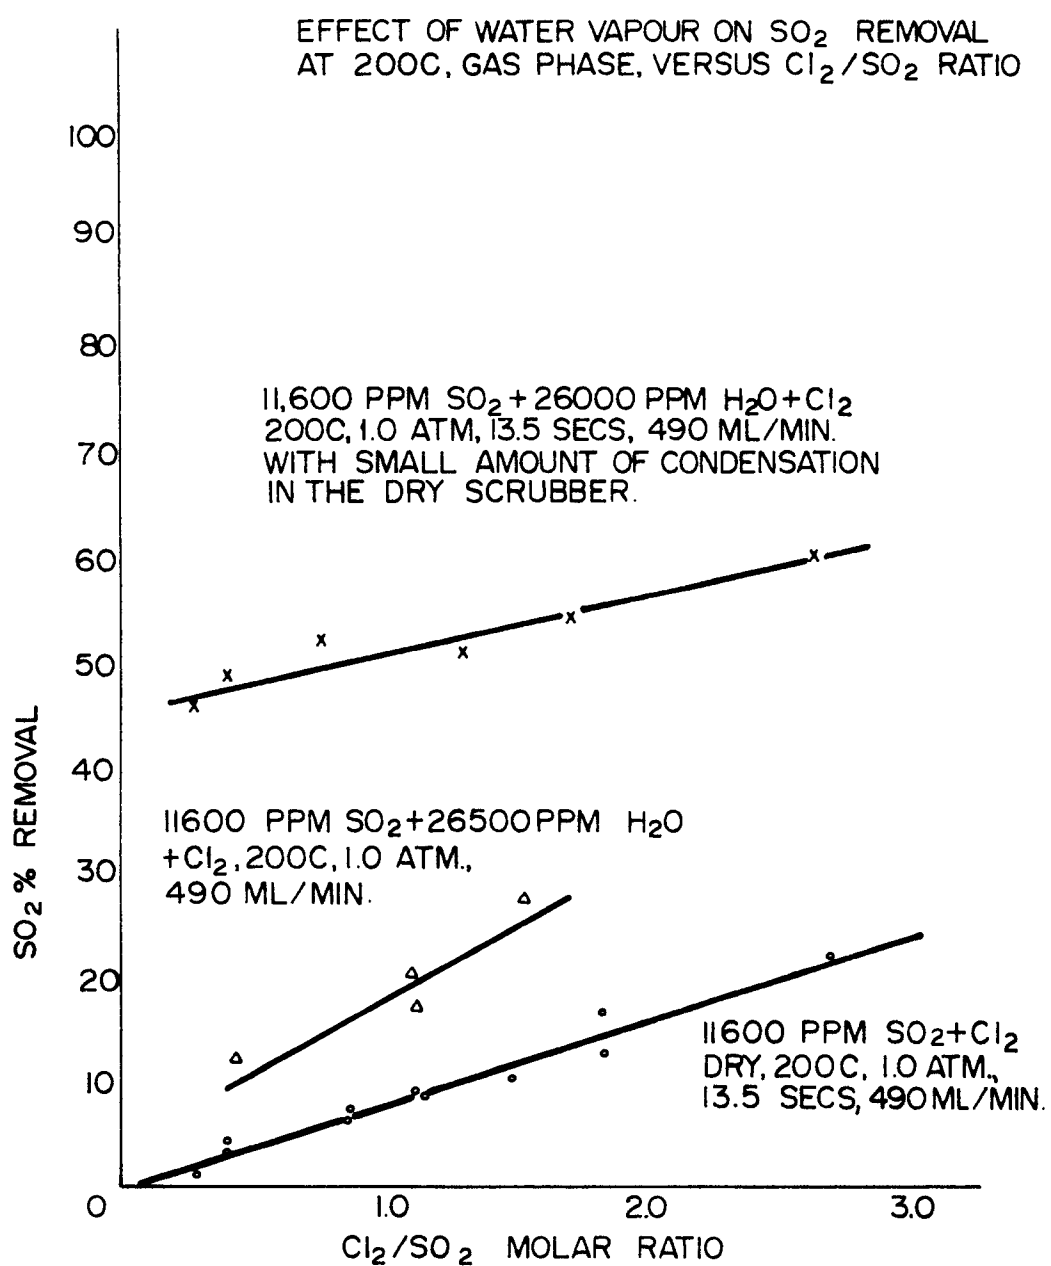 EFFECT OF WATER VAPOUR ON SO₂ REMOVAL
AT 200C, GAS PHASE, VERSUS Cl₂/SO₂ RATIO
100
90
80
11,600 PPM SO₂+26000 PPM H₂O+Cl₂
200C, 1.0 ATM, 13.5 SECS, 490 ML/MIN.
WITH SMALL AMOUNT OF CONDENSATION
IN THE DRY SCRUBBER.
70
60
50
40
SO₂ % REMOVAL
11600 PPM SO₂+26500PPM H₂O
+Cl₂, 200C, 1.0 ATM.,
490 ML/MIN.
30
20
11600 PPM SO₂+Cl₂
DRY, 200C, 1.0 ATM.,
13.5 SECS, 490ML/MIN.
10
0 1.0 2.0 3.0
Cl₂/SO₂ MOLAR RATIO